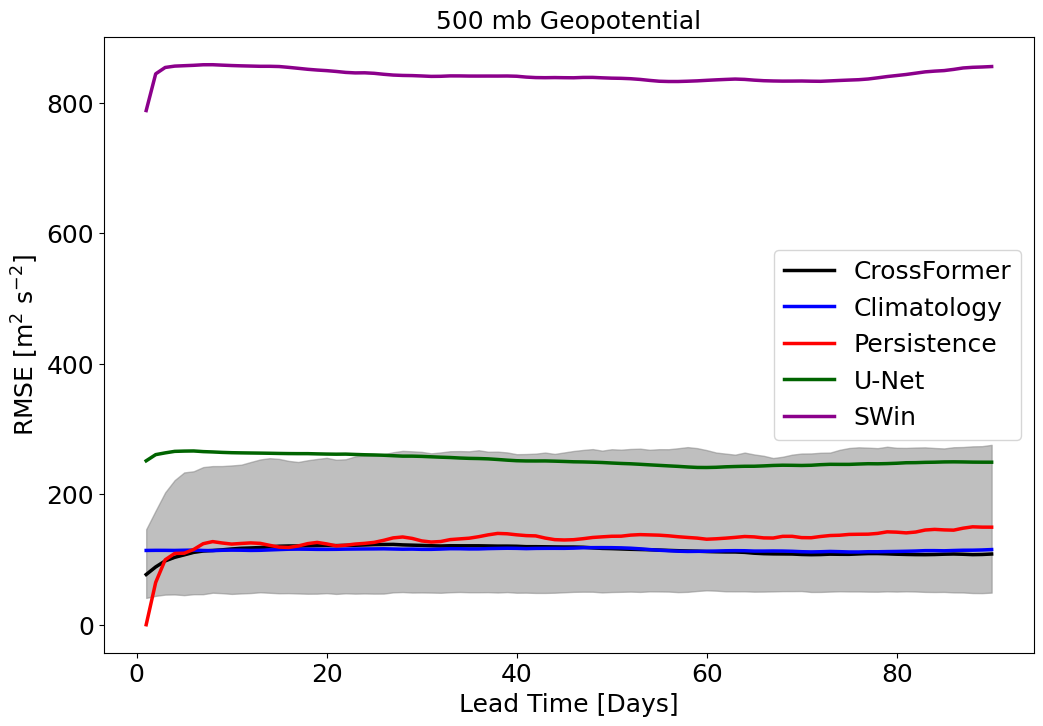 500 mb Geopotential
RMSE [m² s⁻²]
800
600
400
200
0
CrossFormer
Climatology
Persistence
U-Net
SWin
0 20 40 60 80
Lead Time [Days]